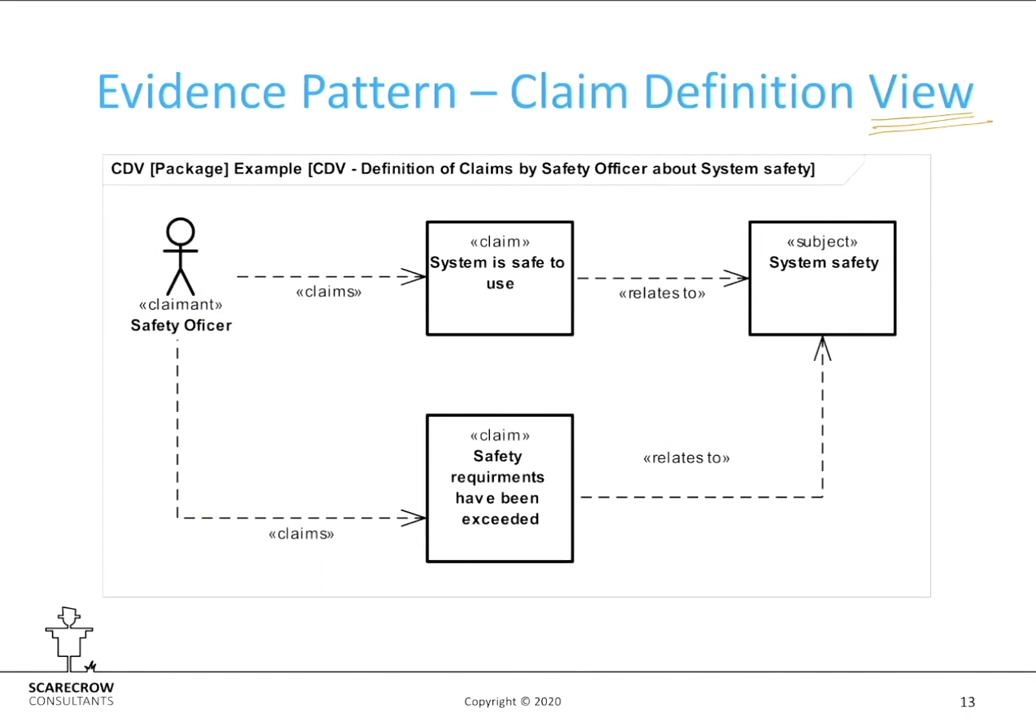 Evidence Pattern – Claim Definition View
CDV [Package] Example [CDV - Definition of Claims by Safety Officer about System safety]
«claimant»
Safety Oficer
«claims»
«claim»
System is safe to
use
«relates to»
«subject»
System safety
«claims»
«claim»
Safety
requirments
have been
exceeded
«relates to»
SCARECROW
CONSULTANTS
Copyright © 2020
13